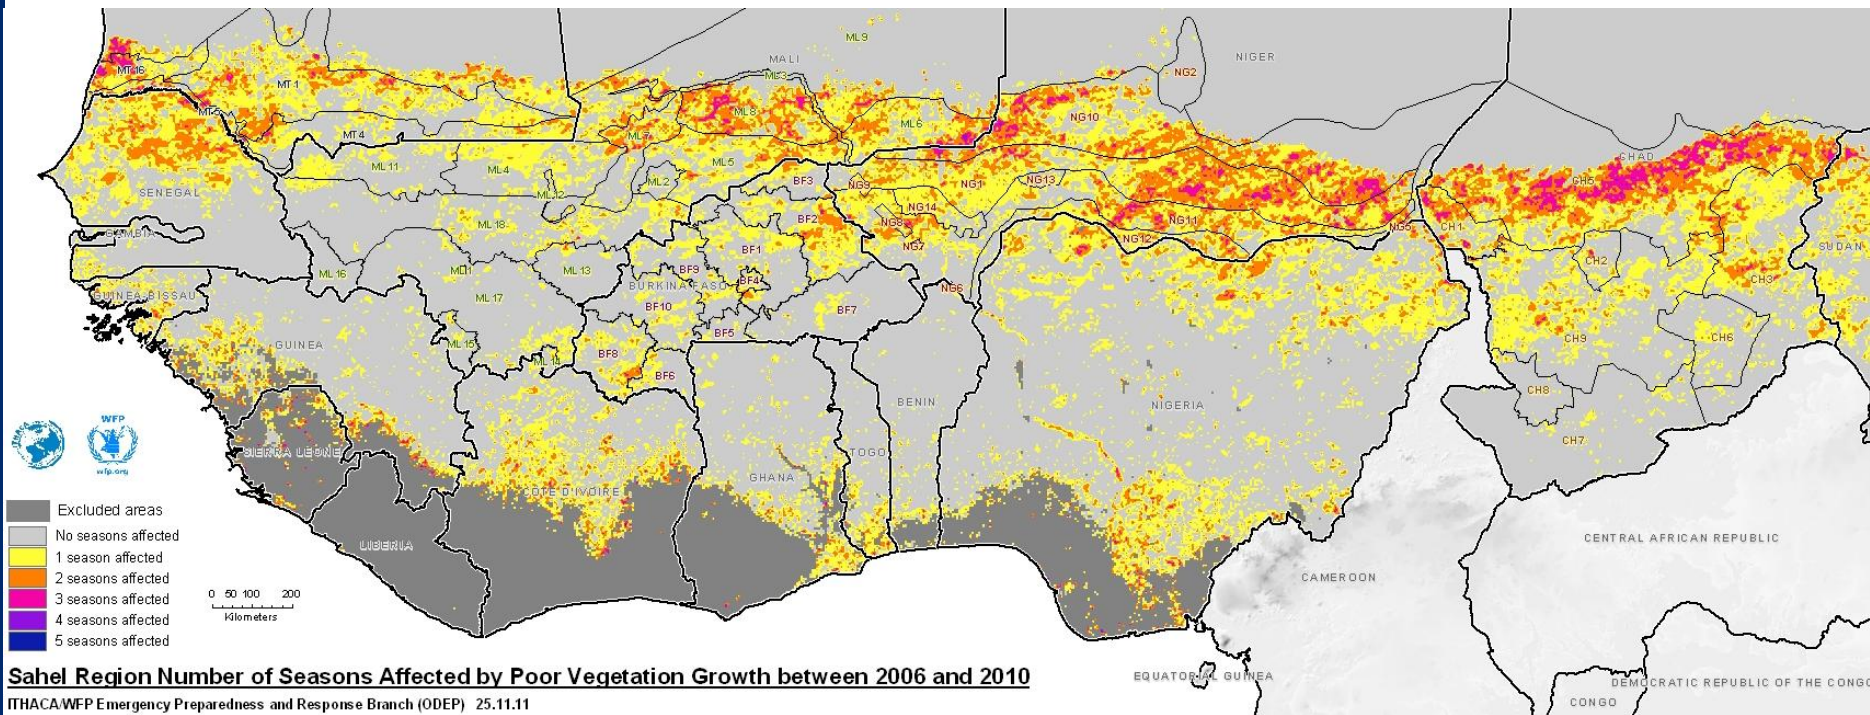 ML9
MALI
NIGER
NG2
MT16
MT1
ML3
ML8
MT5
MT4
ML7
ML6
NG10
ML11
ML4
ML5
CHAD
CH5
SENEGAL
ML12
ML2
BF3
NG9
NG1
NG13
NG14
NG8
NG7
BF2
NG11
NG12
NG5
CH1
GAMBIA
ML18
BF1
SUDAN
ML16
ML1
ML13
BF9
BF4
CH2
CH3
BURKINA FASO
GUINEA-BISSAU
ML17
BF10
BF7
NG6
BF5
GUINEA
ML15
ML14
BF8
BF6
CH9
CH6
CH8
BENIN
NIGERIA
CH7
WFP
wfp.org
SIERRA LEONE
TOGO
GHANA
COTE D'IVOIRE
LIBERIA
CENTRAL AFRICAN REPUBLIC
CAMEROON
Excluded areas
No seasons affected
1 season affected
2 seasons affected
3 seasons affected
4 seasons affected
5 seasons affected
0 50 100 200
Kilometers
EQUATORIAL GUINEA
DEMOCRATIC REPUBLIC OF THE CONGO
CONGO
Sahel Region Number of Seasons Affected by Poor Vegetation Growth between 2006 and 2010
ITHACA/WFP Emergency Preparedness and Response Branch (ODEP) 25.11.11